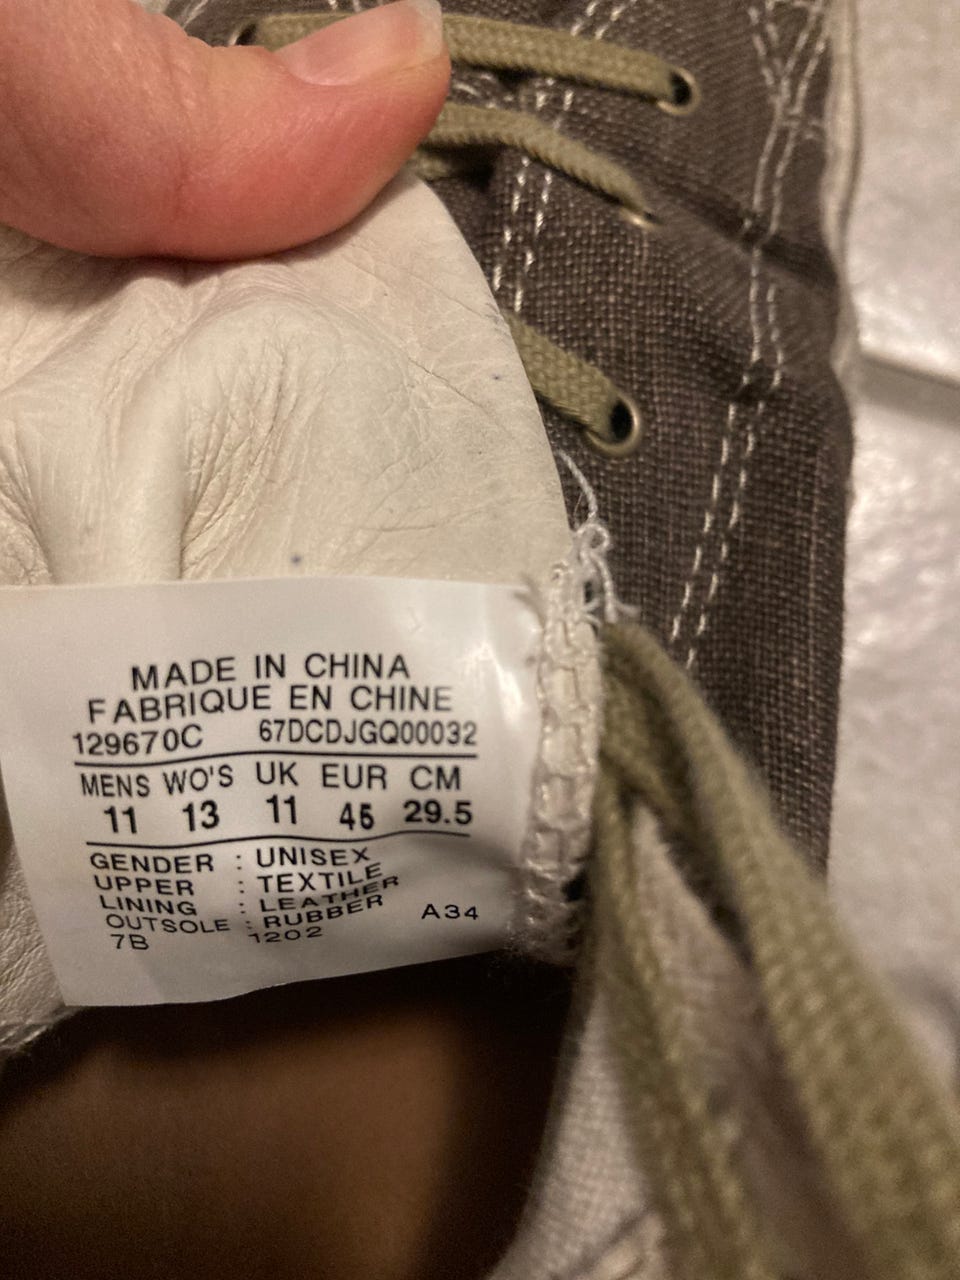 MADE IN CHINA
FABRIQUE EN CHINE
129670C 67DCDJGQ00032
MENS WO'S UK EUR CM
11 13 11 45 29.5
GENDER : UNISEX
UPPER : TEXTILE
LINING : LEATHER
OUTSOLE : RUBBER A34
7B 1202